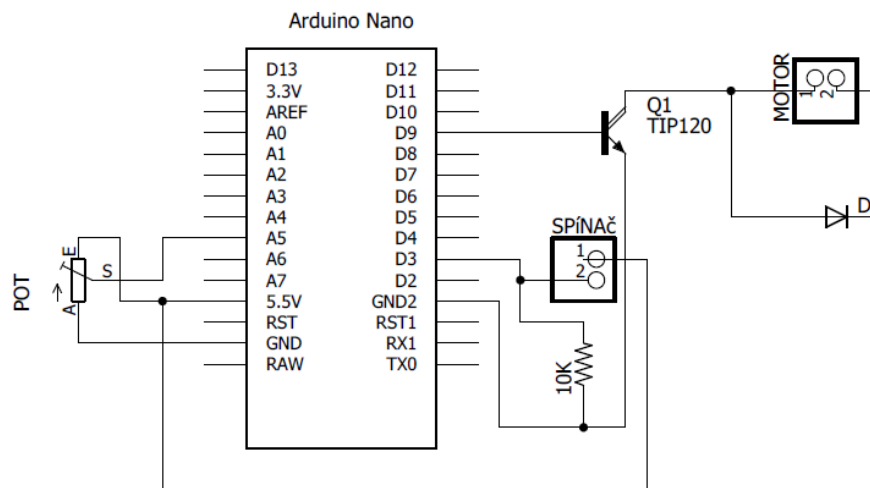 Arduino Nano
D13 D12
3.3V D11
AREF D10
A0 D9
A1 D8
A2 D7
A3 D6
A4 D5
A5 D4
A6 D3
A7 D2
5.5V GND2
RST RST1
GND RX1
RAW TX0
POT
E
S
A
Q1
TIP120
MOTOR
1
2
D
SPíNAč
1
2
10K